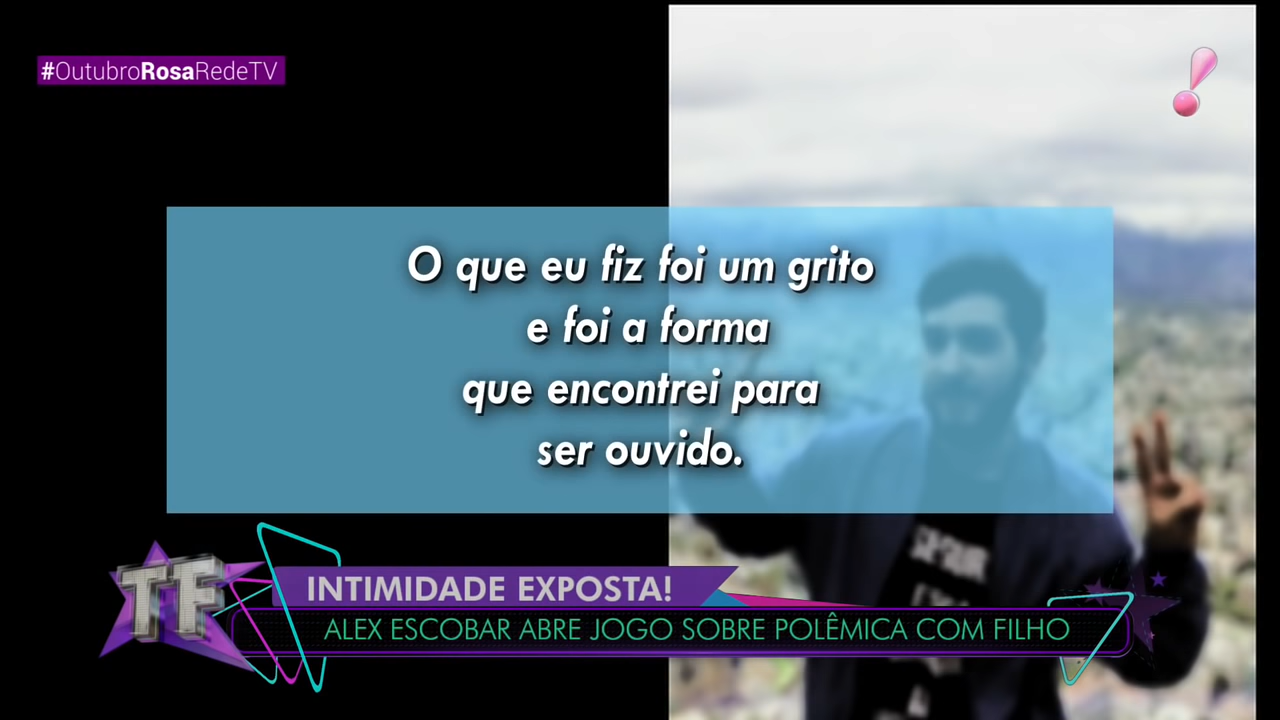 #OutubroRosaRedeTV
O que eu fiz foi um grito
e foi a forma
que encontrei para
ser ouvido.
TF
INTIMIDADE EXPOSTA!
ALEX ESCOBAR ABRE JOGO SOBRE POLÊMICA COM FILHO